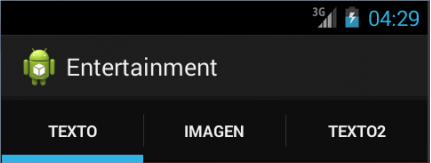 3G 04:29
Entertainment
TEXTO IMAGEN TEXTO2